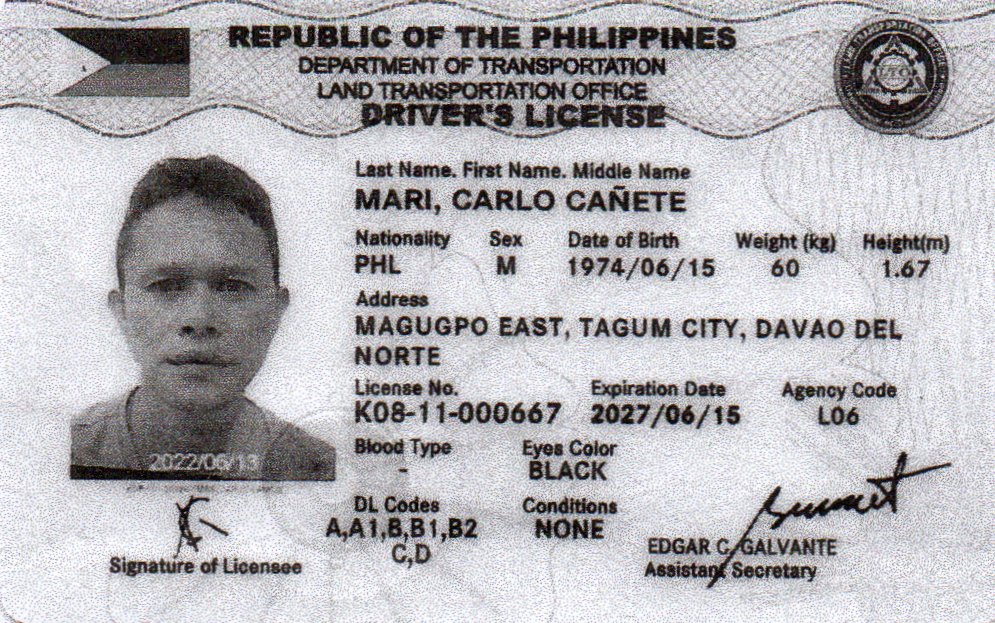 REPUBLIC OF THE PHILIPPINES
DEPARTMENT OF TRANSPORTATION
LAND TRANSPORTATION OFFICE
DRIVER'S LICENSE
Last Name. First Name. Middle Name
MARI, CARLO CAÑETE
Nationality Sex Date of Birth Weight (kg) Height(m)
PHL M 1974/06/15 60 1.67
Address
MAGUGPO EAST, TAGUM CITY, DAVAO DEL
NORTE
License No. Expiration Date Agency Code
K08-11-000667 2027/06/15 L06
Blood Type Eyes Color
- BLACK
2022/06/13
DL Codes Conditions
A,A1,B,B1,B2 NONE
C,D
EDGAR C. GALVANTE
Assistant Secretary
Signature of Licensee